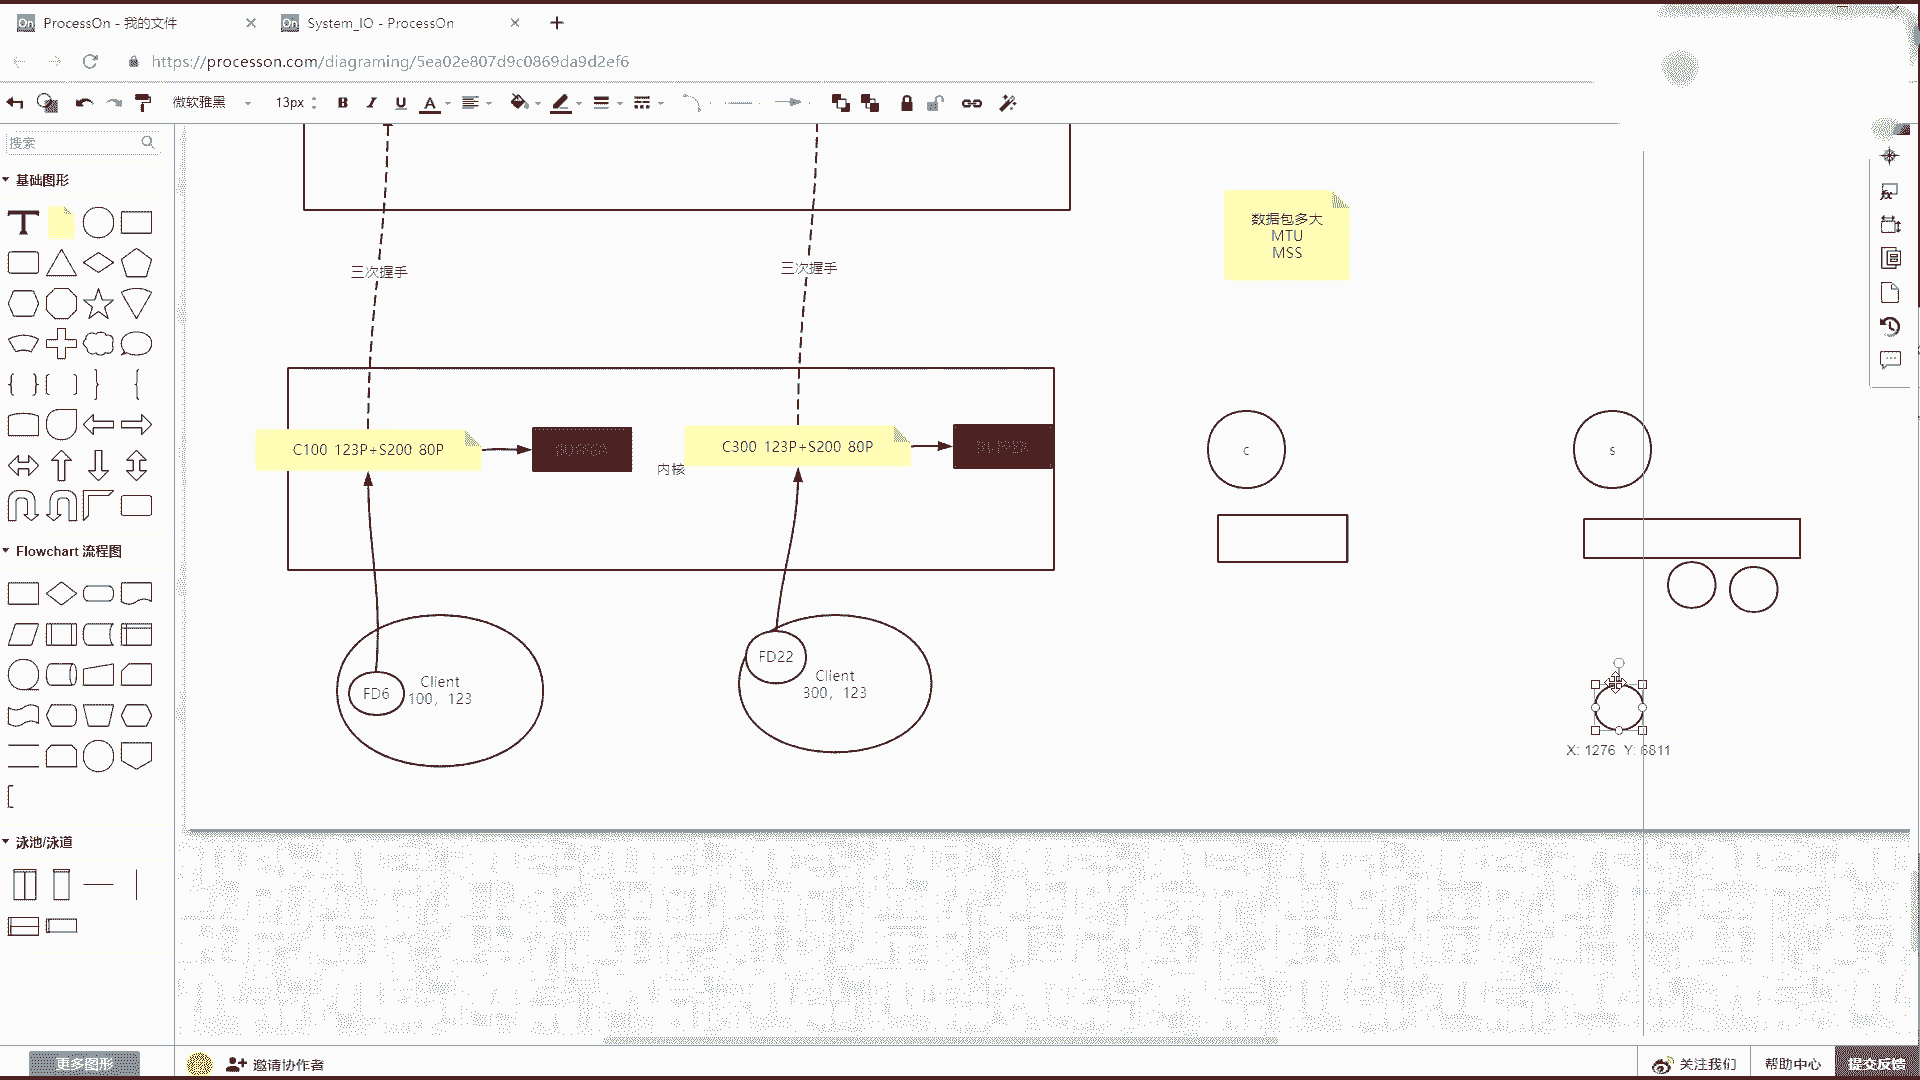 ProcessOn - 我的文件
System_IO - ProcessOn
https://processon.com/diagraming/5ea02e807d9c0869da9d2ef6
微软雅黑
13px
B I U A
搜索
基础图形
T
Flowchart 流程图
泳池/泳道
更多图形
三次握手
三次握手
数据包多大
MTU
MSS
C100 123P+S200 80P
内核
C300 123P+S200 80P
C
S
FD6
Client
100, 123
FD22
Client
300, 123
X: 1276 Y: 6811
fx
邀请协作者
关注我们
帮助中心
提交反馈